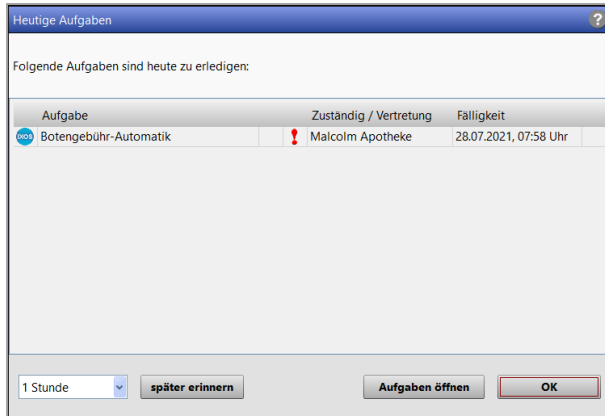 Heutige Aufgaben ?
Folgende Aufgaben sind heute zu erledigen:
Aufgabe Zuständig / Vertretung Fälligkeit
IXOS Botengebühr-Automatik ! Malcolm Apotheke 28.07.2021, 07:58 Uhr
1 Stunde später erinnern Aufgaben öffnen OK